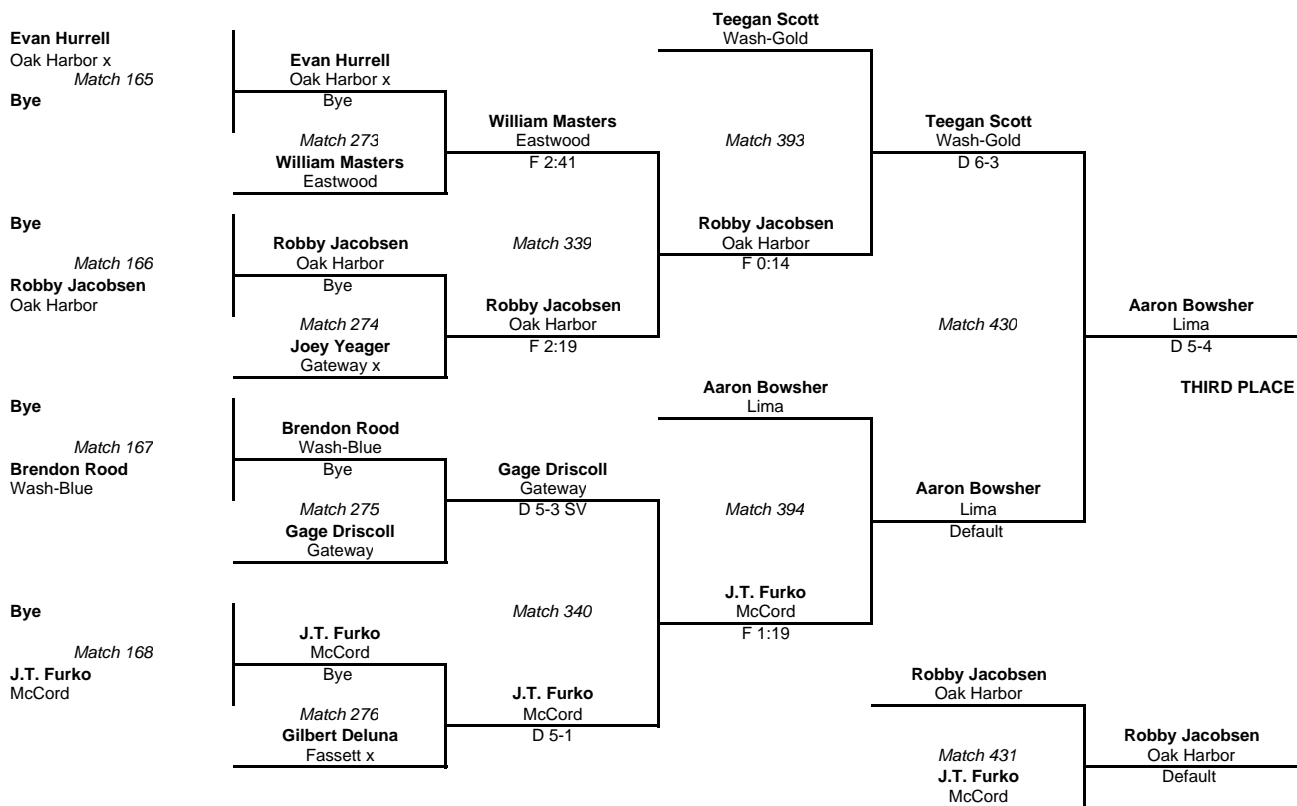 Evan Hurrell
Oak Harbor x
Match 165
Bye
Bye
Match 166
Robby Jacobsen
Oak Harbor
Bye
Match 167
Brendon Rood
Wash-Blue
Bye
Match 168
J.T. Furko
McCord
Evan Hurrell
Oak Harbor x
Bye
Match 273
William Masters
Eastwood
Robby Jacobsen
Oak Harbor
Bye
Match 274
Joey Yeager
Gateway x
Brendon Rood
Wash-Blue
Bye
Match 275
Gage Driscoll
Gateway
J.T. Furko
McCord
Bye
Match 276
Gilbert Deluna
Fassett x
William Masters
Eastwood
F 2:41
Match 339
Robby Jacobsen
Oak Harbor
F 2:19
Gage Driscoll
Gateway
D 5-3 SV
Match 340
J.T. Furko
McCord
D 5-1
Teegan Scott
Wash-Gold
Match 393
Robby Jacobsen
Oak Harbor
F 0:14
Aaron Bowsher
Lima
Match 394
J.T. Furko
McCord
F 1:19
Teegan Scott
Wash-Gold
D 6-3
Match 430
Aaron Bowsher
Lima
Default
Aaron Bowsher
Lima
D 5-4
THIRD PLACE
Robby Jacobsen
Oak Harbor
Match 431
J.T. Furko
McCord
Robby Jacobsen
Oak Harbor
Default